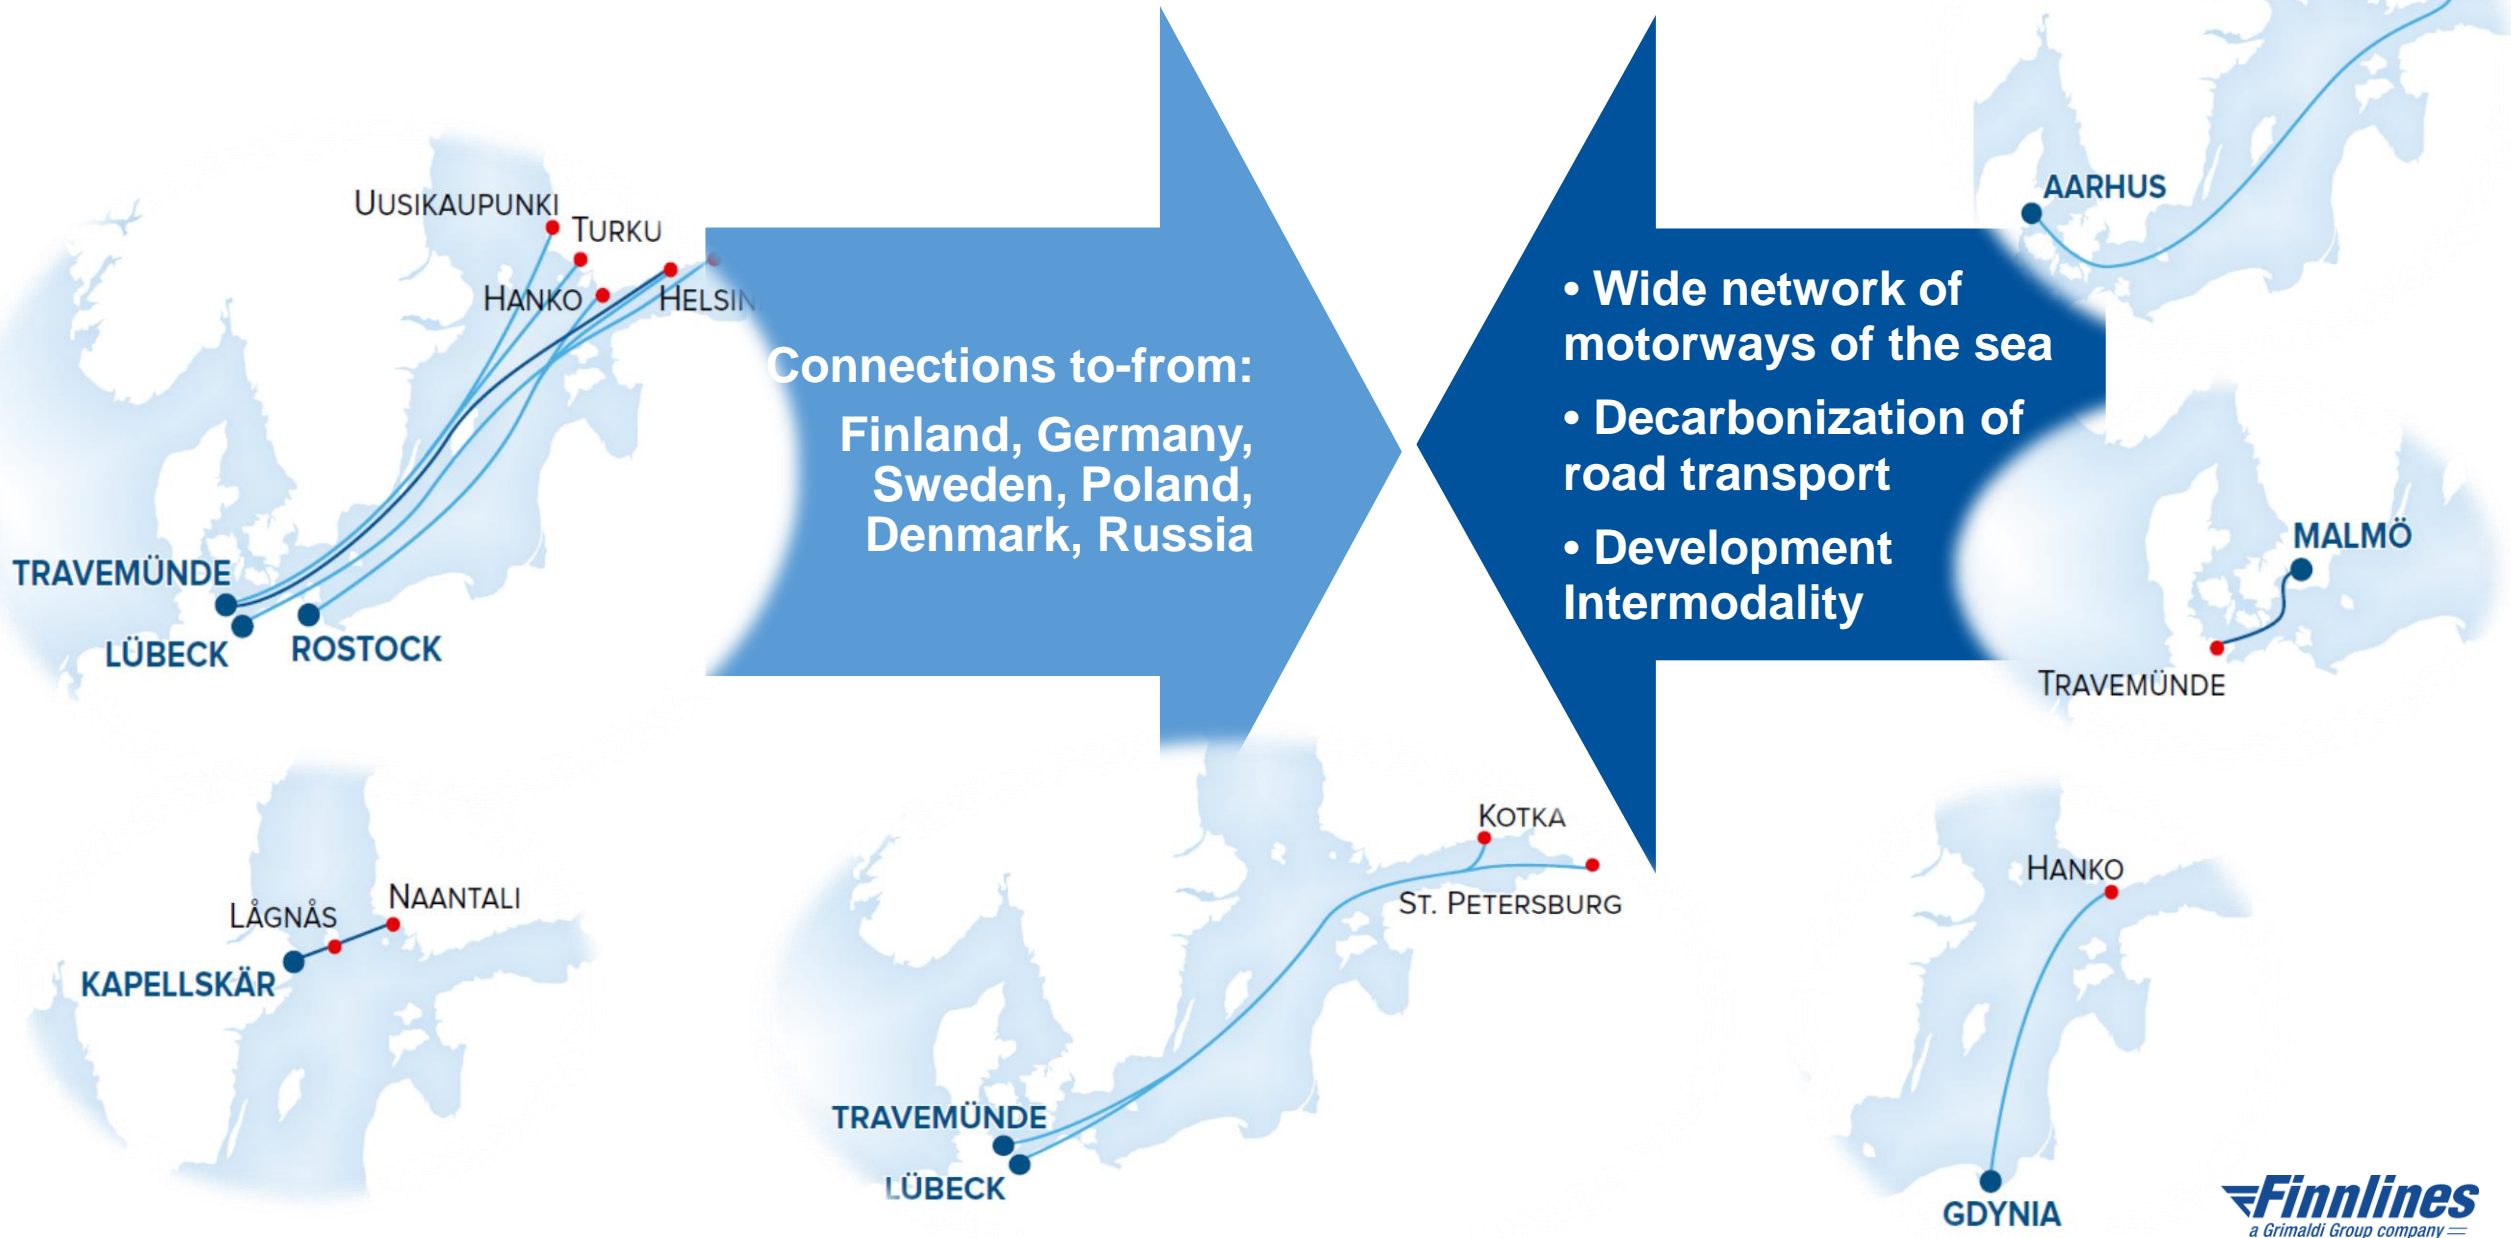 UUSIKAUPUNKI
TURKU
HANKO
TRAVEMÜNDE
LÜBECK
ROSTOCK
Connections to-from:
Finland, Germany,
Sweden, Poland,
Denmark, Russia
• Wide network of
motorways of the sea
• Decarbonization of
road transport
• Development
Intermodality
AARHUS
MALMÖ
TRAVEMÜNDE
LÅGNÅS
NAANTALI
KAPELLSKÄR
KOTKA
ST. PETERSBURG
TRAVEMÜNDE
LÜBECK
HANKO
GDYNIA
Finnlines
a Grimaldi Group company